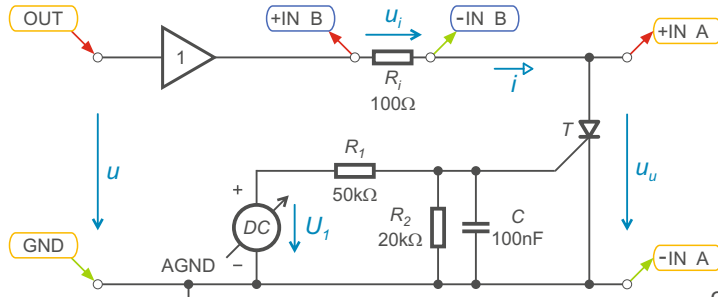 OUT
+IN B
u_i
-IN B
+IN A
1
R_i
100Ω
i
T
u
R_1
50kΩ
u_u
+
DC
U_1
R_2
20kΩ
C
100nF
GND
AGND
−
-IN A